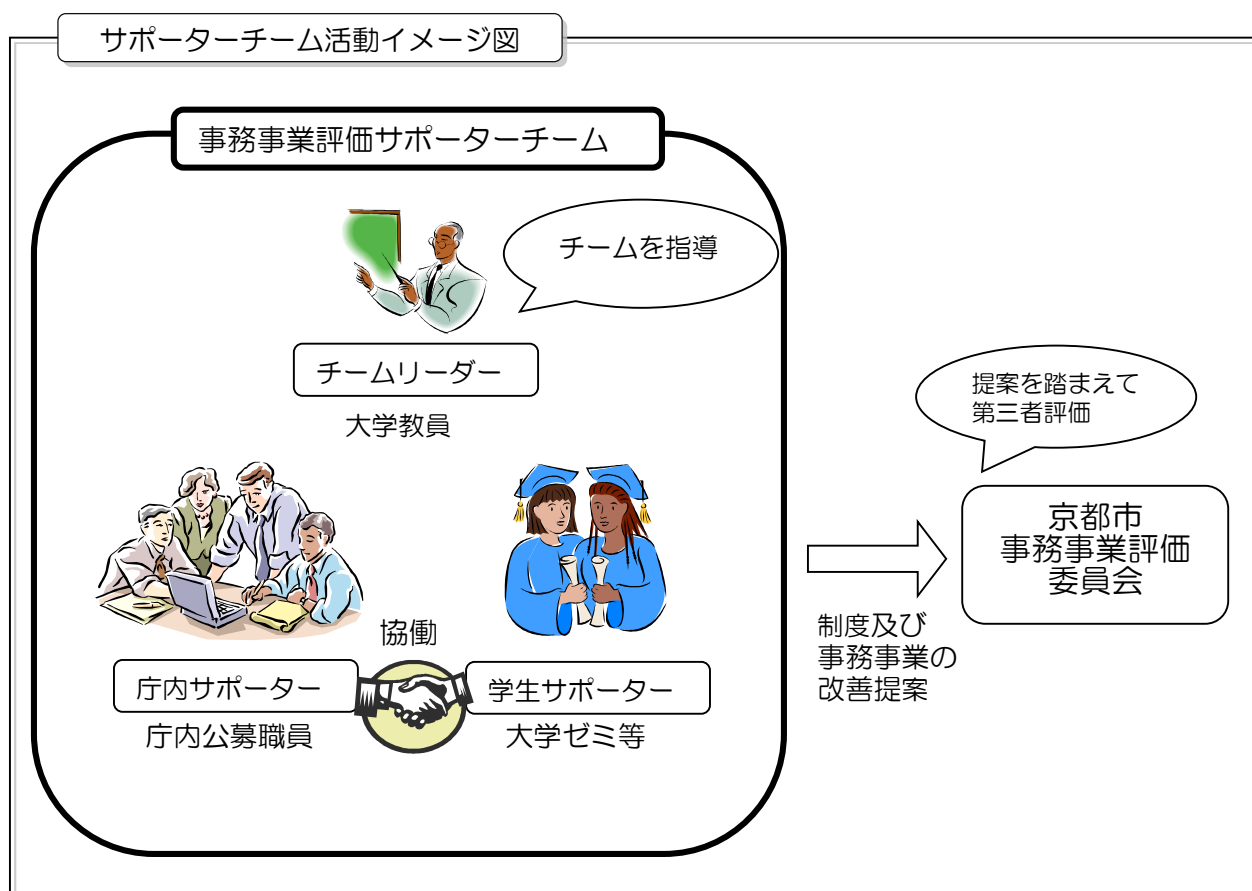 サポーターチーム活動イメージ図
事務事業評価サポーターチーム
チームを指導
チームリーダー
大学教員
協働
庁内サポーター
庁内公募職員
学生サポーター
大学ゼミ等
制度及び
事務事業の
改善提案
提案を踏まえて
第三者評価
京都市
事務事業評価
委員会